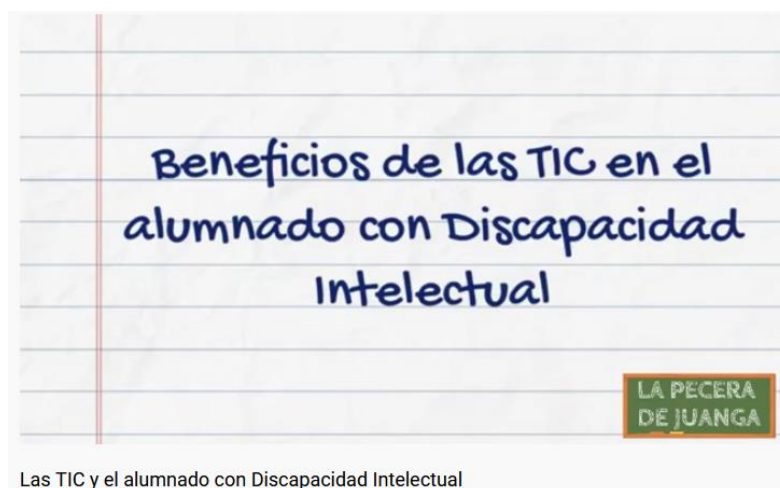 Beneficios de las TIC en el
alumnado con Discapacidad
Intelectual
LA PECERA
DE JUANGA
Las TIC y el alumnado con Discapacidad Intelectual